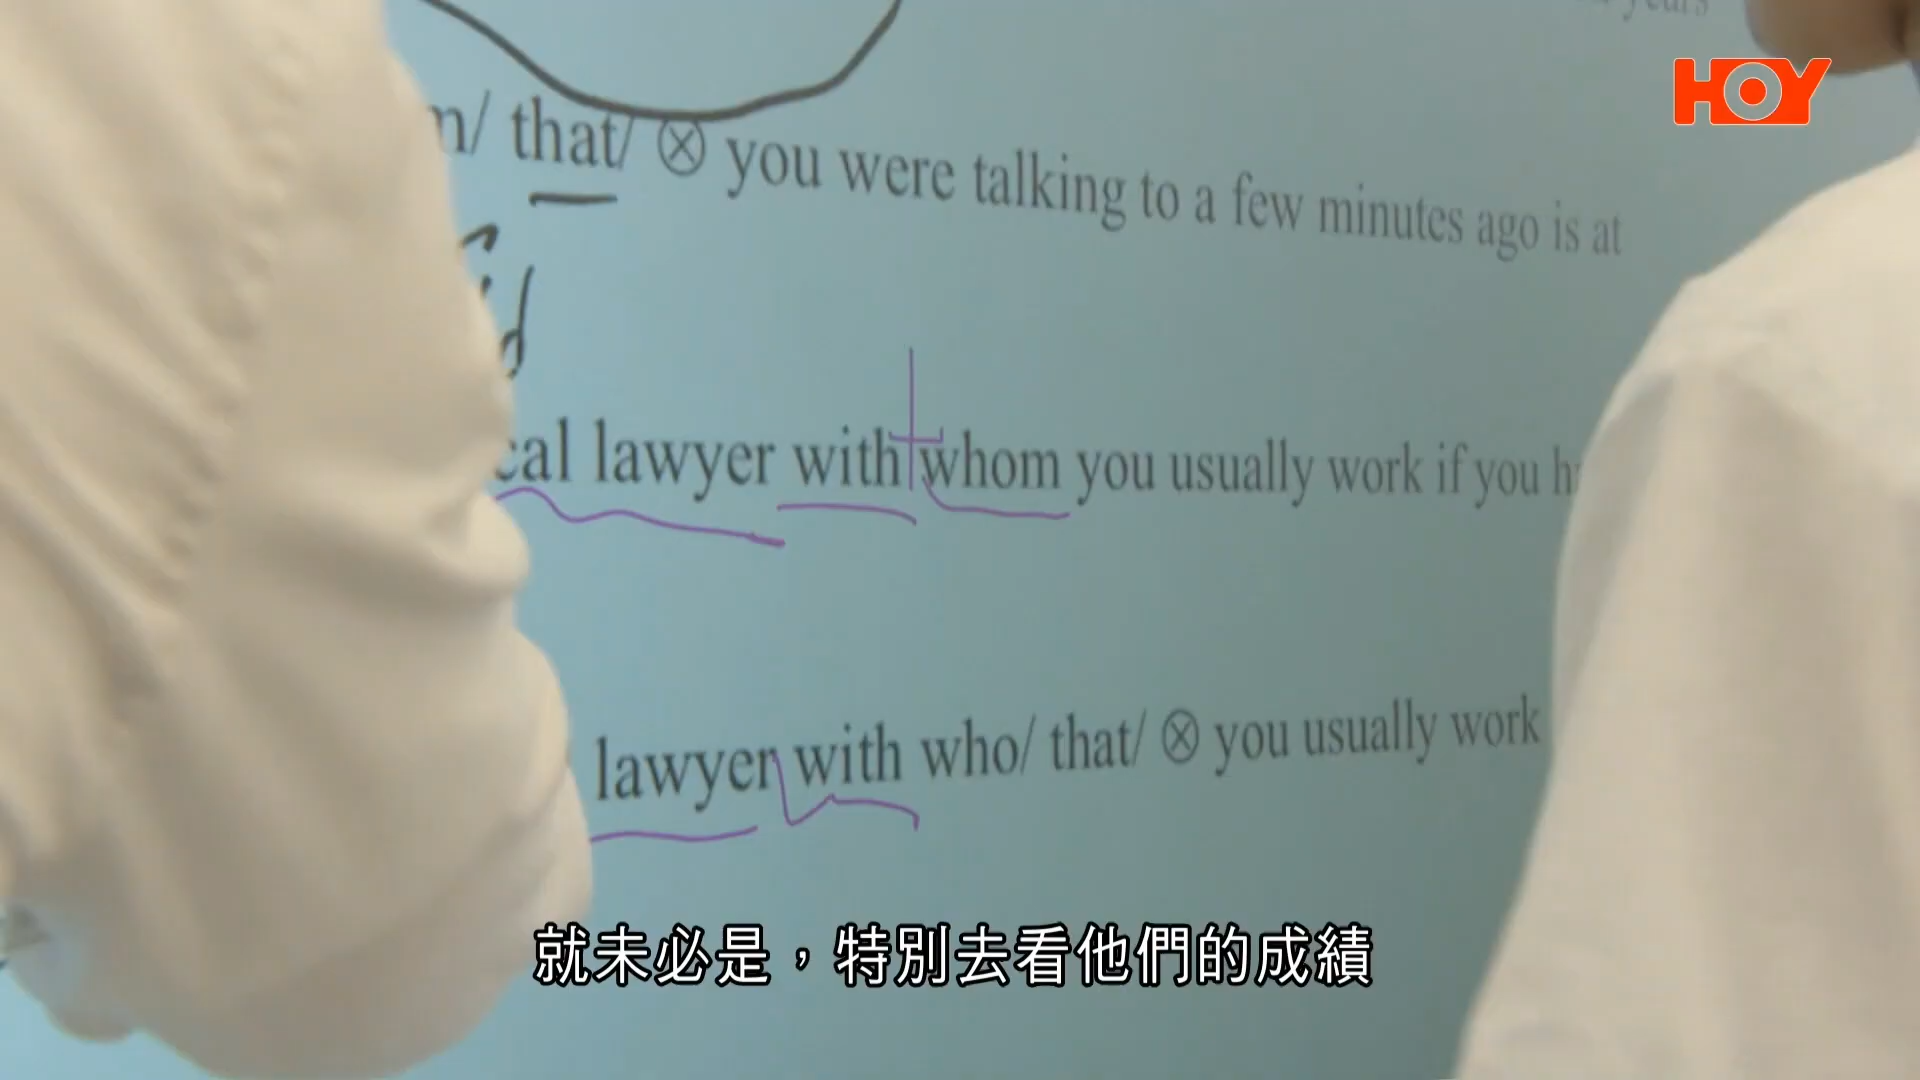 years
HOY
that/ ⊗ you were talking to a few minutes ago is at
lawyer with whom you usually work if you
lawyer with who/ that/ ⊗ you usually work
就未必是，特別去看他們的成績